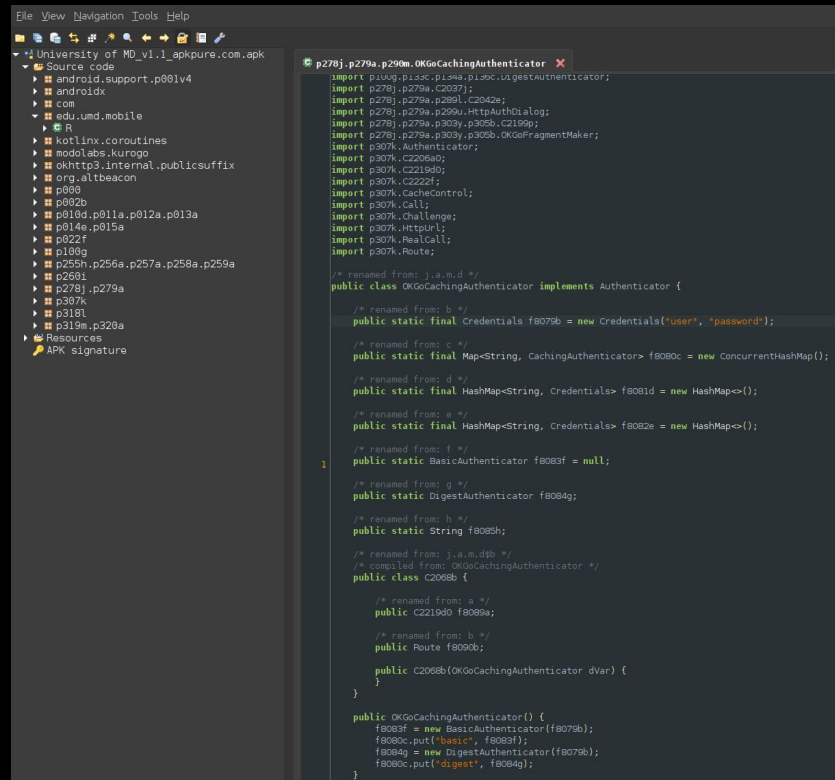 File View Navigation Tools Help
University of MD_v1.1_apkpure.com.apk
Source code
android.support.p001v4
androidx
com
edu.umd.mobile
R
kotlinx.coroutines
modolabs.kurogo
okhttp3.internal.publicsuffix
org.altbeacon
p000
p002b
p010d.p011a.p012a.p013a
p014e.p015a
p022f
p100g
p255h.p256a.p257a.p258a.p259a
p260i
p278j.p279a
p307k
p318l
p319m.p320a
Resources
APK signature
p278j.p279a.p290m.OKGoCachingAuthenticator
import p100g.p133c.p134a.p136c.DigestAuthenticator;
import p278j.p279a.C2037j;
import p278j.p279a.p289l.C2042e;
import p278j.p279a.p299u.HttpAuthDialog;
import p278j.p279a.p303y.p305b.C2199p;
import p278j.p279a.p303y.p305b.OKGoFragmentMaker;
import p307k.Authenticator;
import p307k.C2206a0;
import p307k.C2219d0;
import p307k.C2222f;
import p307k.CacheControl;
import p307k.Call;
import p307k.Challenge;
import p307k.HttpUrl;
import p307k.RealCall;
import p307k.Route;
/* renamed from: j.a.m.d */
public class OKGoCachingAuthenticator implements Authenticator {
/* renamed from: b */
public static final Credentials f8079b = new Credentials("user", "password");
/* renamed from: c */
public static final Map<String, CachingAuthenticator> f8080c = new ConcurrentHashMap();
/* renamed from: d */
public static final HashMap<String, Credentials> f8081d = new HashMap<>();
/* renamed from: e */
public static final HashMap<String, Credentials> f8082e = new HashMap<>();
/* renamed from: f */
1 public static BasicAuthenticator f8083f = null;
/* renamed from: g */
public static DigestAuthenticator f8084g;
/* renamed from: h */
public static String f8085h;
/* renamed from: j.a.m.d$b */
/* compiled from: OKGoCachingAuthenticator */
public class C2068b {
/* renamed from: a */
public C2219d0 f8089a;
/* renamed from: b */
public Route f8090b;
public C2068b(OKGoCachingAuthenticator dVar) {
}
}
public OKGoCachingAuthenticator() {
f8083f = new BasicAuthenticator(f8079b);
f8080c.put("basic", f8083f);
f8084g = new DigestAuthenticator(f8079b);
f8080c.put("digest", f8084g);
}